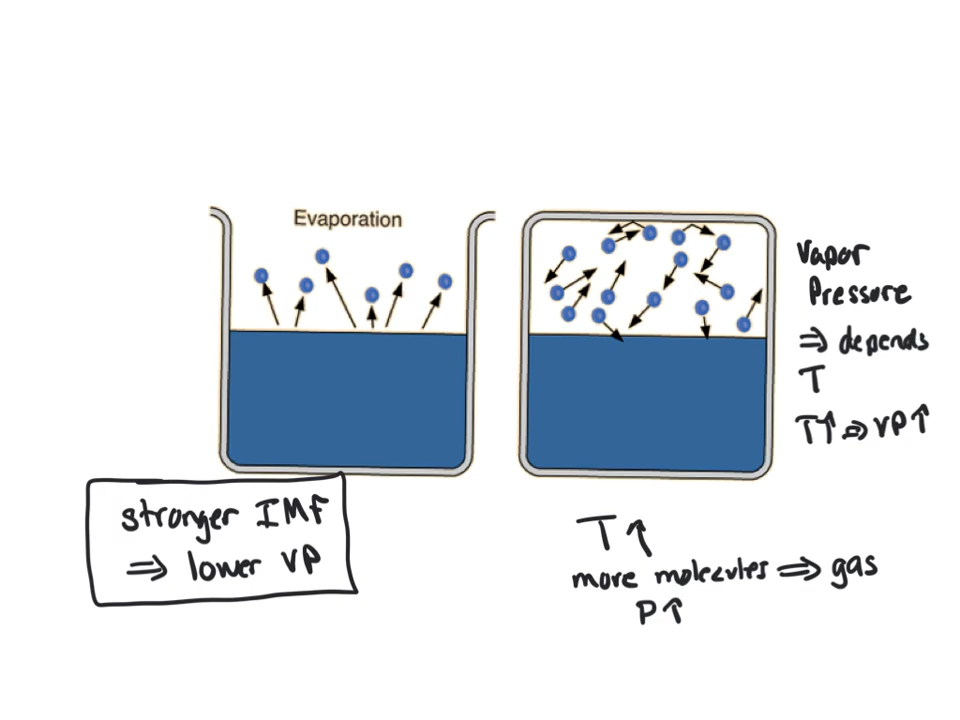 Evaporation
Vapor
Pressure
⇒ depends
T
T↑ ⇒ VP↑
stronger IMF
⇒ lower VP
T↑
more molecules ⇒ gas
P↑